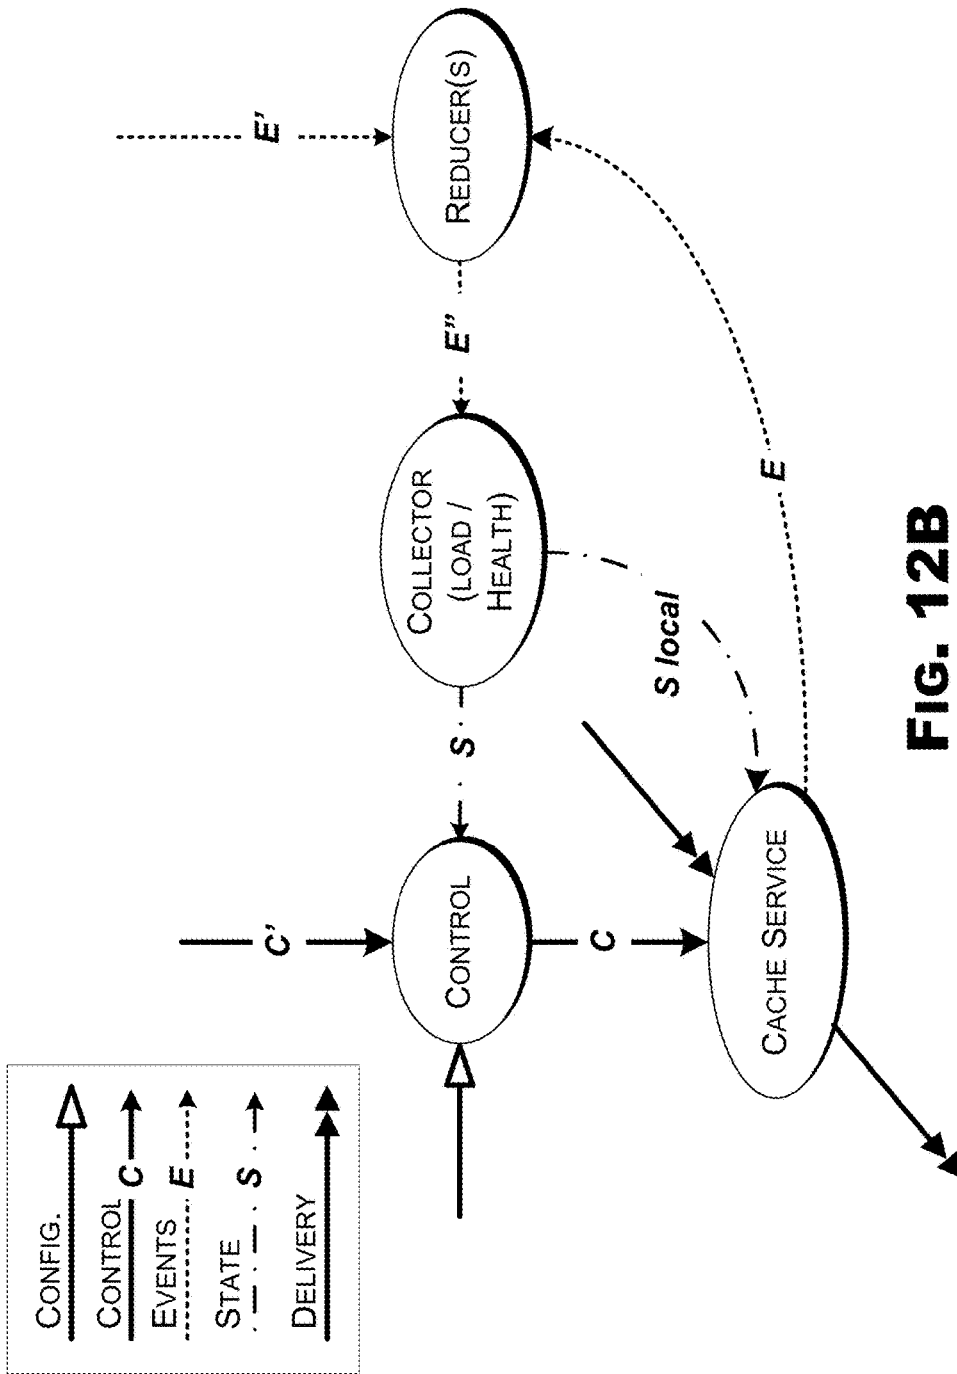 CONFIG.
CONTROL C
EVENTS E
STATE S
DELIVERY
C'
E'
CONTROL
S
COLLECTOR
(LOAD /
HEALTH)
E"
REDUCER(S)
C
S local
CACHE SERVICE
E
FIG. 12B